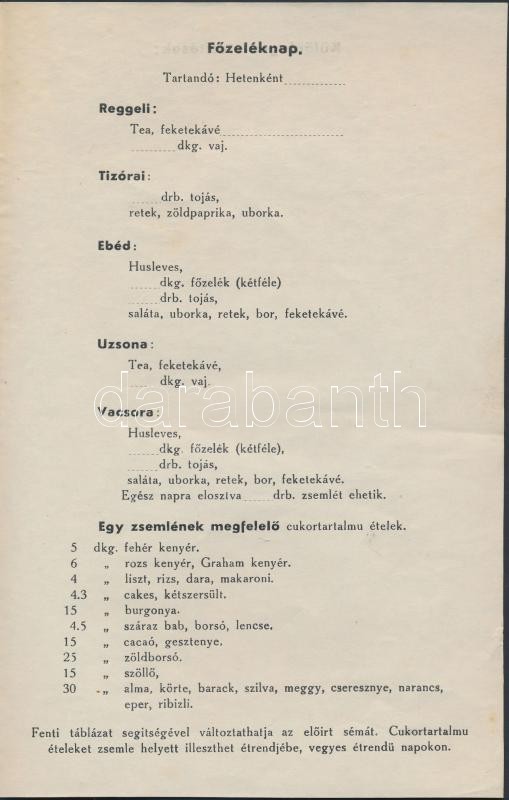 Főzeléknap.
Tartandó: Hetenként
Reggeli:
Tea, feketekávé
dkg. vaj.
Tizórai:
drb. tojás,
retek, zöldpaprika, uborka.
Ebéd:
Husleves,
dkg. főzelék (kétféle)
drb. tojás,
saláta, uborka, retek, bor, feketekávé.
Uzsona:
Tea, feketekávé,
dkg. vaj.
darabanth
Vacsora:
Husleves,
dkg. főzelék (kétféle),
drb. tojás,
saláta, uborka, retek, bor, feketekávé.
Egész napra elosztva drb. zsemlét ehetik.
Egy zsemlének megfelelő cukortartalmu ételek.
5 dkg. fehér kenyér.
6 „ rozs kenyér, Graham kenyér.
4 „ liszt, rizs, dara, makaroni.
4.3 „ cakes, kétszersült.
15 „ burgonya.
4.5 „ száraz bab, borsó, lencse.
15 „ cacaó, gesztenye.
25 „ zöldborsó.
15 „ szöllő,
30 „ alma, körte, barack, szilva, meggy, cseresznye, narancs,
eper, ribizli.
Fenti táblázat segitségével változtathatja az előirt sémát. Cukortartalmu
ételeket zsemle helyett illeszthet étrendjébe, vegyes étrendü napokon.